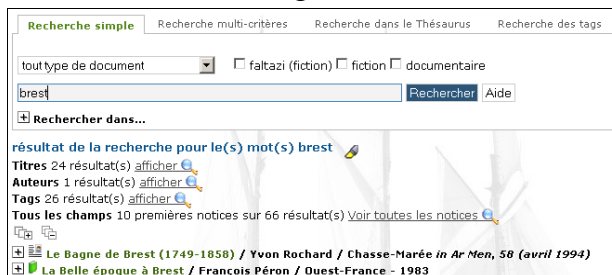 Recherche simple Recherche multi-critères Recherche dans le Thésaurus Recherche des tags
tout type de document faltazi (fiction) fiction documentaire
brest Rechercher Aide
Rechercher dans...
résultat de la recherche pour le(s) mot(s) brest
Titres 24 résultat(s) afficher
Auteurs 1 résultat(s) afficher
Tags 26 résultat(s) afficher
Tous les champs 10 premières notices sur 66 résultat(s) Voir toutes les notices
Le Bagne de Brest (1749-1858) / Yvon Rochard / Chasse-Marée in Ar Men, 58 (avril 1994)
La Belle époque à Brest / François Péron / Ouest-France - 1983